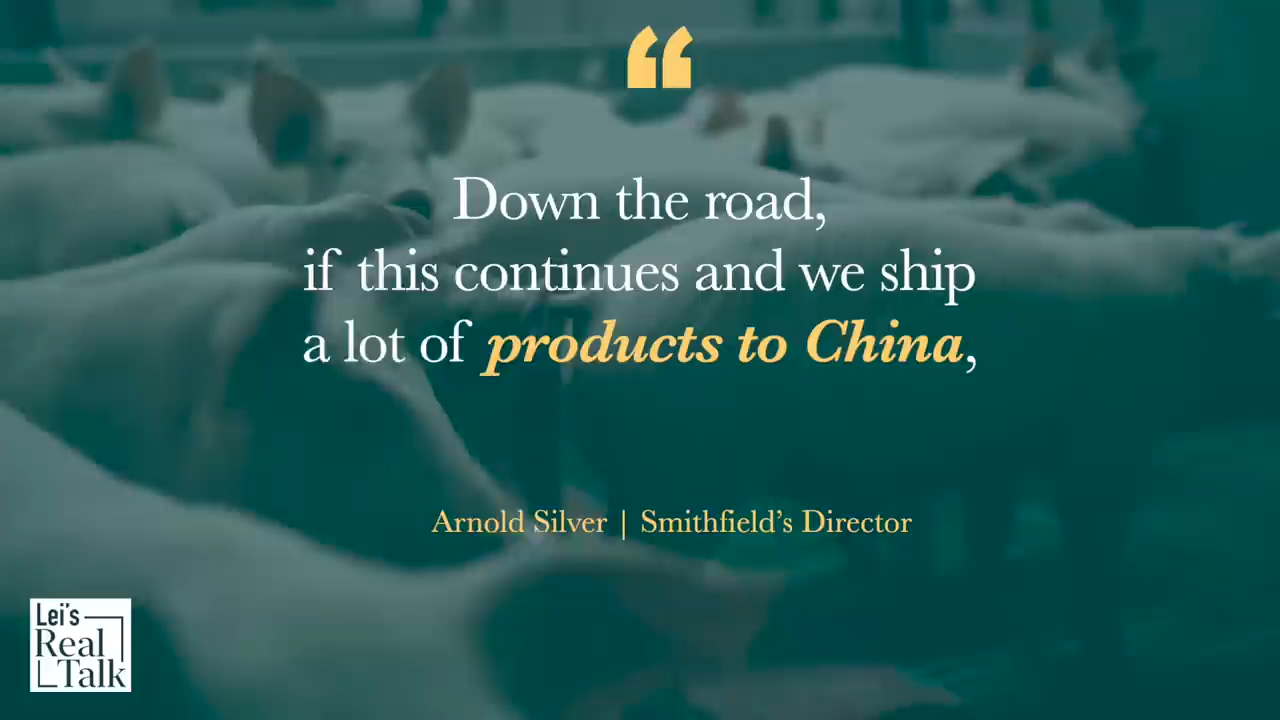 “
Down the road,
if this continues and we ship
a lot of products to China,
Arnold Silver | Smithfield’s Director
Lei's
Real
Talk